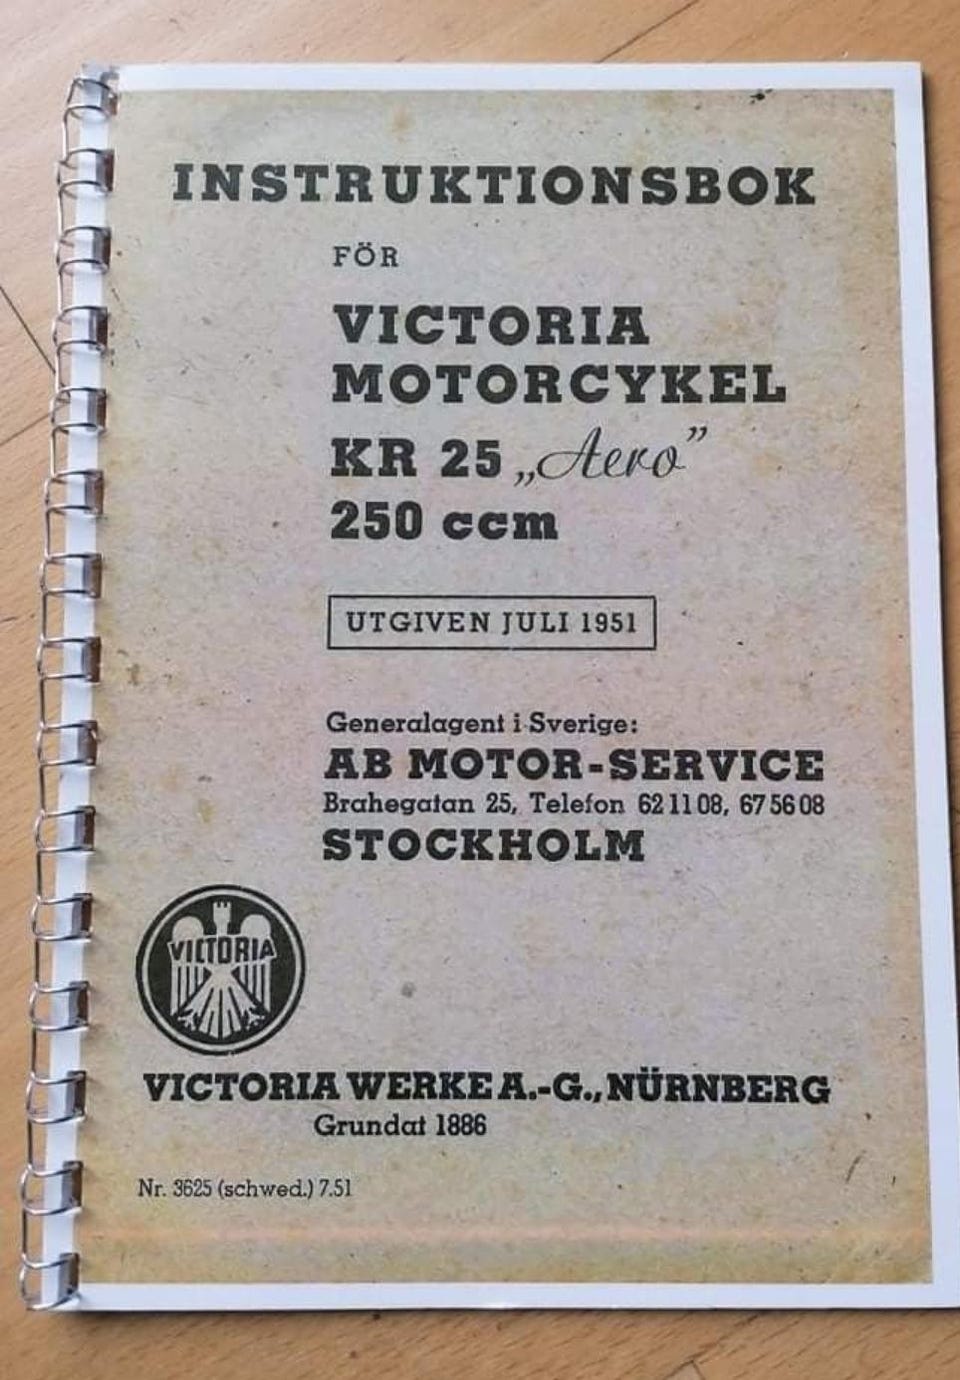 INSTRUKTIONSBOK
FÖR
VICTORIA
MOTORCYKEL
KR 25 „Aero”
250 ccm
UTGIVEN JULI 1951
Generalagent i Sverige:
AB MOTOR-SERVICE
Brahegatan 25, Telefon 62 11 08, 67 56 08
STOCKHOLM
VICTORIA
VICTORIA WERKE A.-G., NÜRNBERG
Grundat 1886
Nr. 3625 (schwed.) 7.51